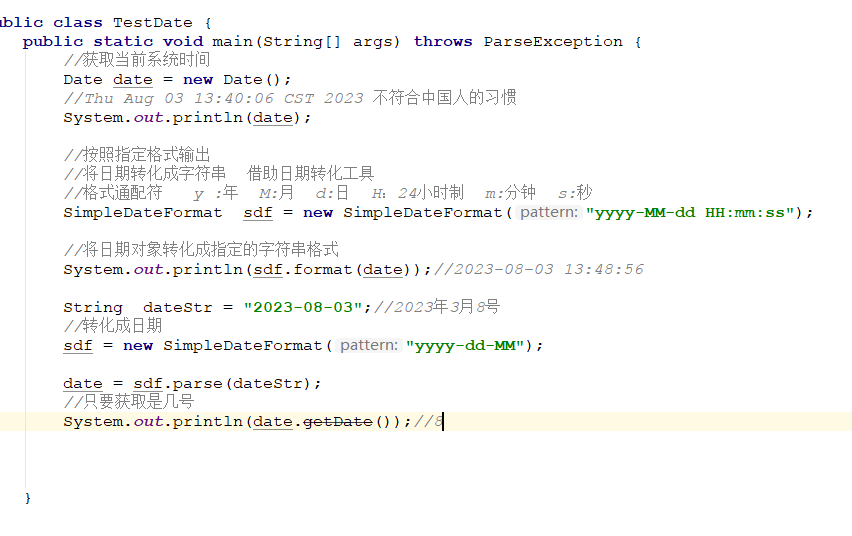 ublic class TestDate {
public static void main(String[] args) throws ParseException {
//获取当前系统时间
Date date = new Date();
//Thu Aug 03 13:40:06 CST 2023 不符合中国人的习惯
System.out.println(date);
//按照指定格式输出
//将日期转化成字符串 借助日期转化工具
//格式通配符 y :年 M:月 d:日 H: 24小时制 m:分钟 s:秒
SimpleDateFormat sdf = new SimpleDateFormat( pattern: "yyyy-MM-dd HH:mm:ss");
//将日期对象转化成指定的字符串格式
System.out.println(sdf.format(date));//2023-08-03 13:48:56
String dateStr = "2023-08-03";//2023年3月8号
//转化成日期
sdf = new SimpleDateFormat( pattern: "yyyy-dd-MM");
date = sdf.parse(dateStr);
//只要获取是几号
System.out.println(date.getDate());//8
}